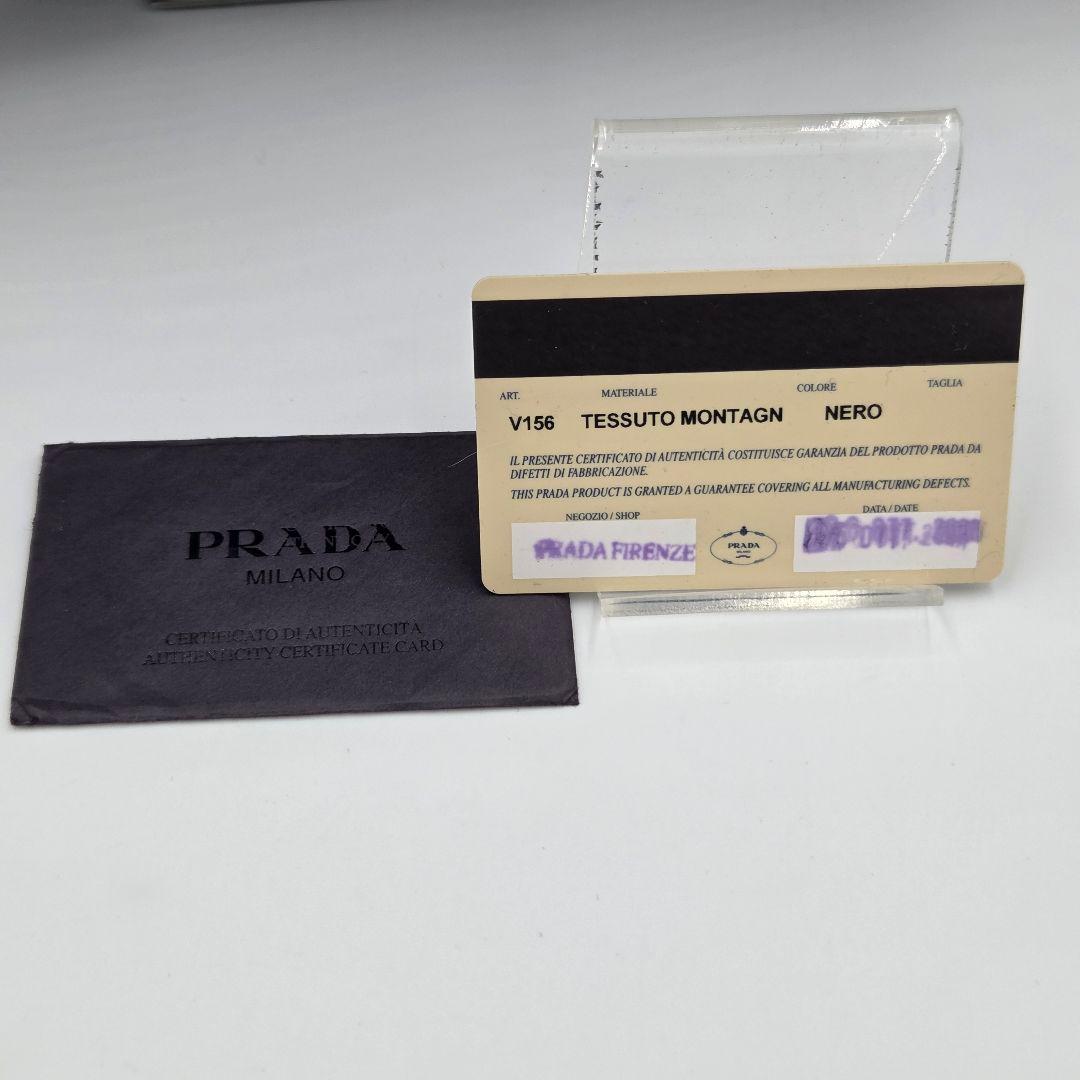 PRADA
MILANO
CERTIFICATO DI AUTENTICITA
AUTHENTICITY CERTIFICATE CARD
ART. MATERIALE COLORE TAGLIA
V156 TESSUTO MONTAGN NERO
IL PRESENTE CERTIFICATO DI AUTENTICITÀ COSTITUISCE GARANZIA DEL PRODOTTO PRADA DA
DIFETTI DI FABBRICAZIONE.
THIS PRADA PRODUCT IS GRANTED A GUARANTEE COVERING ALL MANUFACTURING DEFECTS.
NEGOZIO / SHOP DATA / DATE
PRADA FIRENZE
PRADA
MILANO